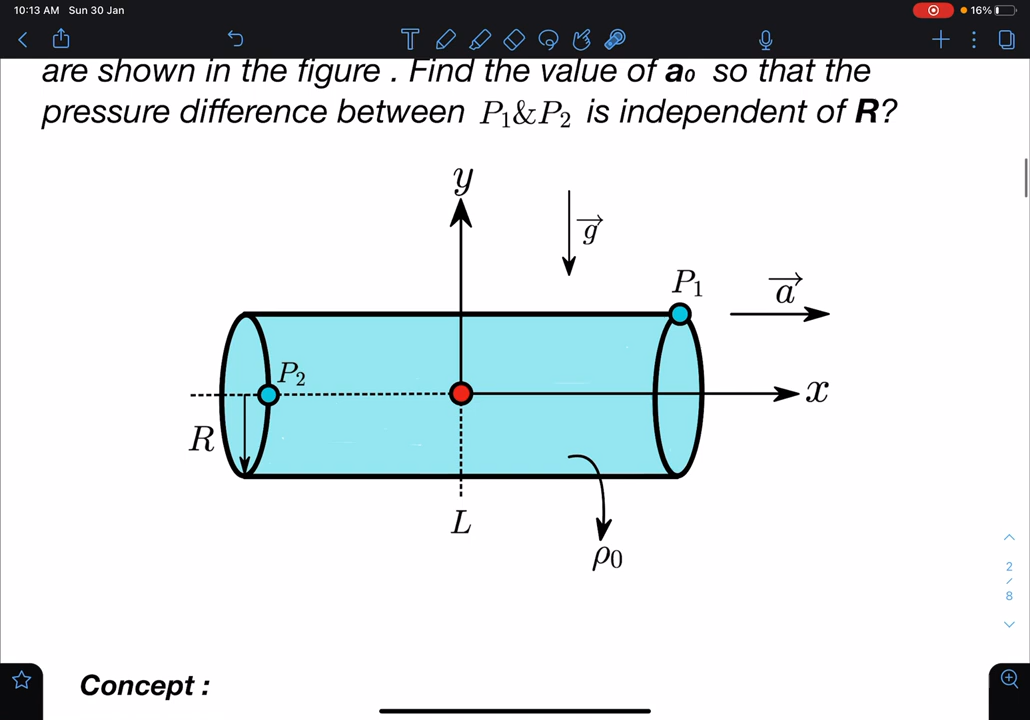 10:13 AM Sun 30 Jan
16%
are shown in the figure . Find the value of a₀ so that the
pressure difference between P₁&P₂ is independent of R?
y
g
P₁
a
P₂
x
R
L
ρ₀
2
/
8
Concept :